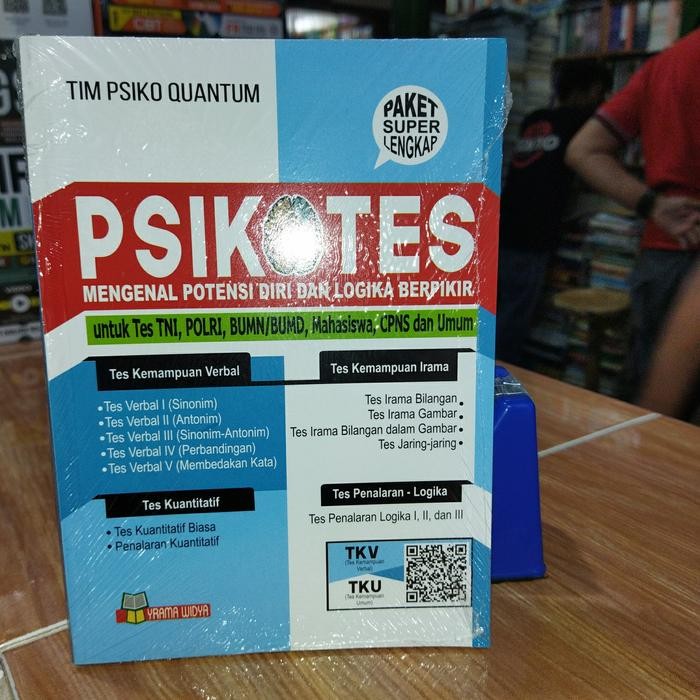 TIM PSIKO QUANTUM
PAKET
SUPER
LENGKAP
PSIKOTES
MENGENAL POTENSI DIRI DAN LOGIKA BERPIKIR
untuk Tes TNI, POLRI, BUMN/BUMD, Mahasiswa, CPNS dan Umum
Tes Kemampuan Verbal
•Tes Verbal I (Sinonim)
•Tes Verbal II (Antonim)
•Tes Verbal III (Sinonim-Antonim)
•Tes Verbal IV (Perbandingan)
•Tes Verbal V (Membedakan Kata)
Tes Kemampuan Irama
Tes Irama Bilangan•
Tes Irama Gambar•
Tes Irama Bilangan dalam Gambar•
Tes Jaring-jaring•
Tes Kuantitatif
• Tes Kuantitatif Biasa
• Penalaran Kuantitatif
Tes Penalaran - Logika
Tes Penalaran Logika I, II, dan III
TKV
(Tes Kemampuan
Verbal)
TKU
(Tes Kemampuan
Umum)
YRAMA WIDYA